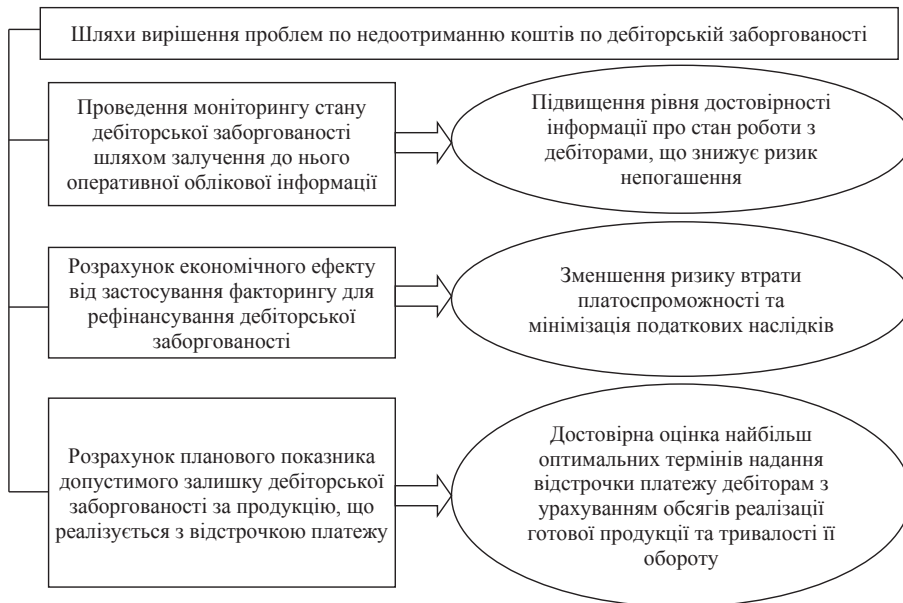 Шляхи вирішення проблем по недоотриманню коштів по дебіторській заборгованості
Проведення моніторингу стану
дебіторської заборгованості
шляхом залучення до нього
оперативної облікової інформації
Підвищення рівня достовірності
інформації про стан роботи з
дебіторами, що знижує ризик
непогашення
Розрахунок економічного ефекту
від застосування факторингу для
рефінансування дебіторської
заборгованості
Зменшення ризику втрати
платоспроможності та
мінімізація податкових наслідків
Розрахунок планового показника
допустимого залишку дебіторської
заборгованості за продукцію, що
реалізується з відстрочкою платежу
Достовірна оцінка найбільш
оптимальних термінів надання
відстрочки платежу дебіторам з
урахуванням обсягів реалізації
готової продукції та тривалості її
обороту